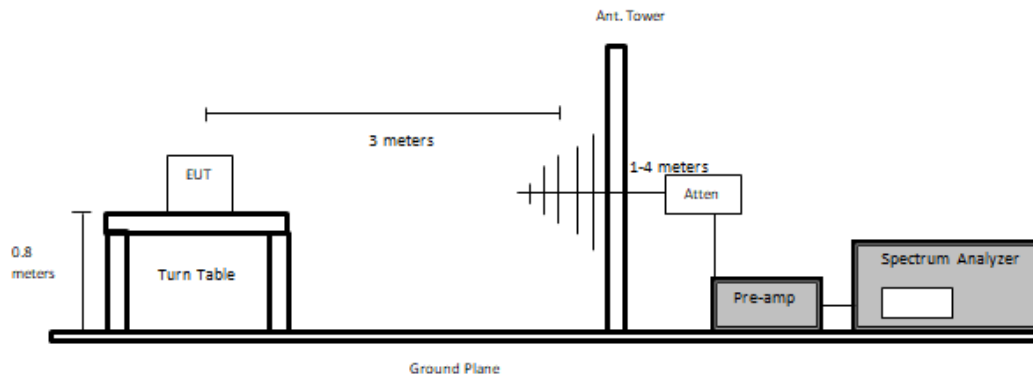 Ant. Tower
3 meters
EUT
1-4 meters
Atten
0.8
meters
Turn Table
Spectrum Analyzer
Pre-amp
Ground Plane